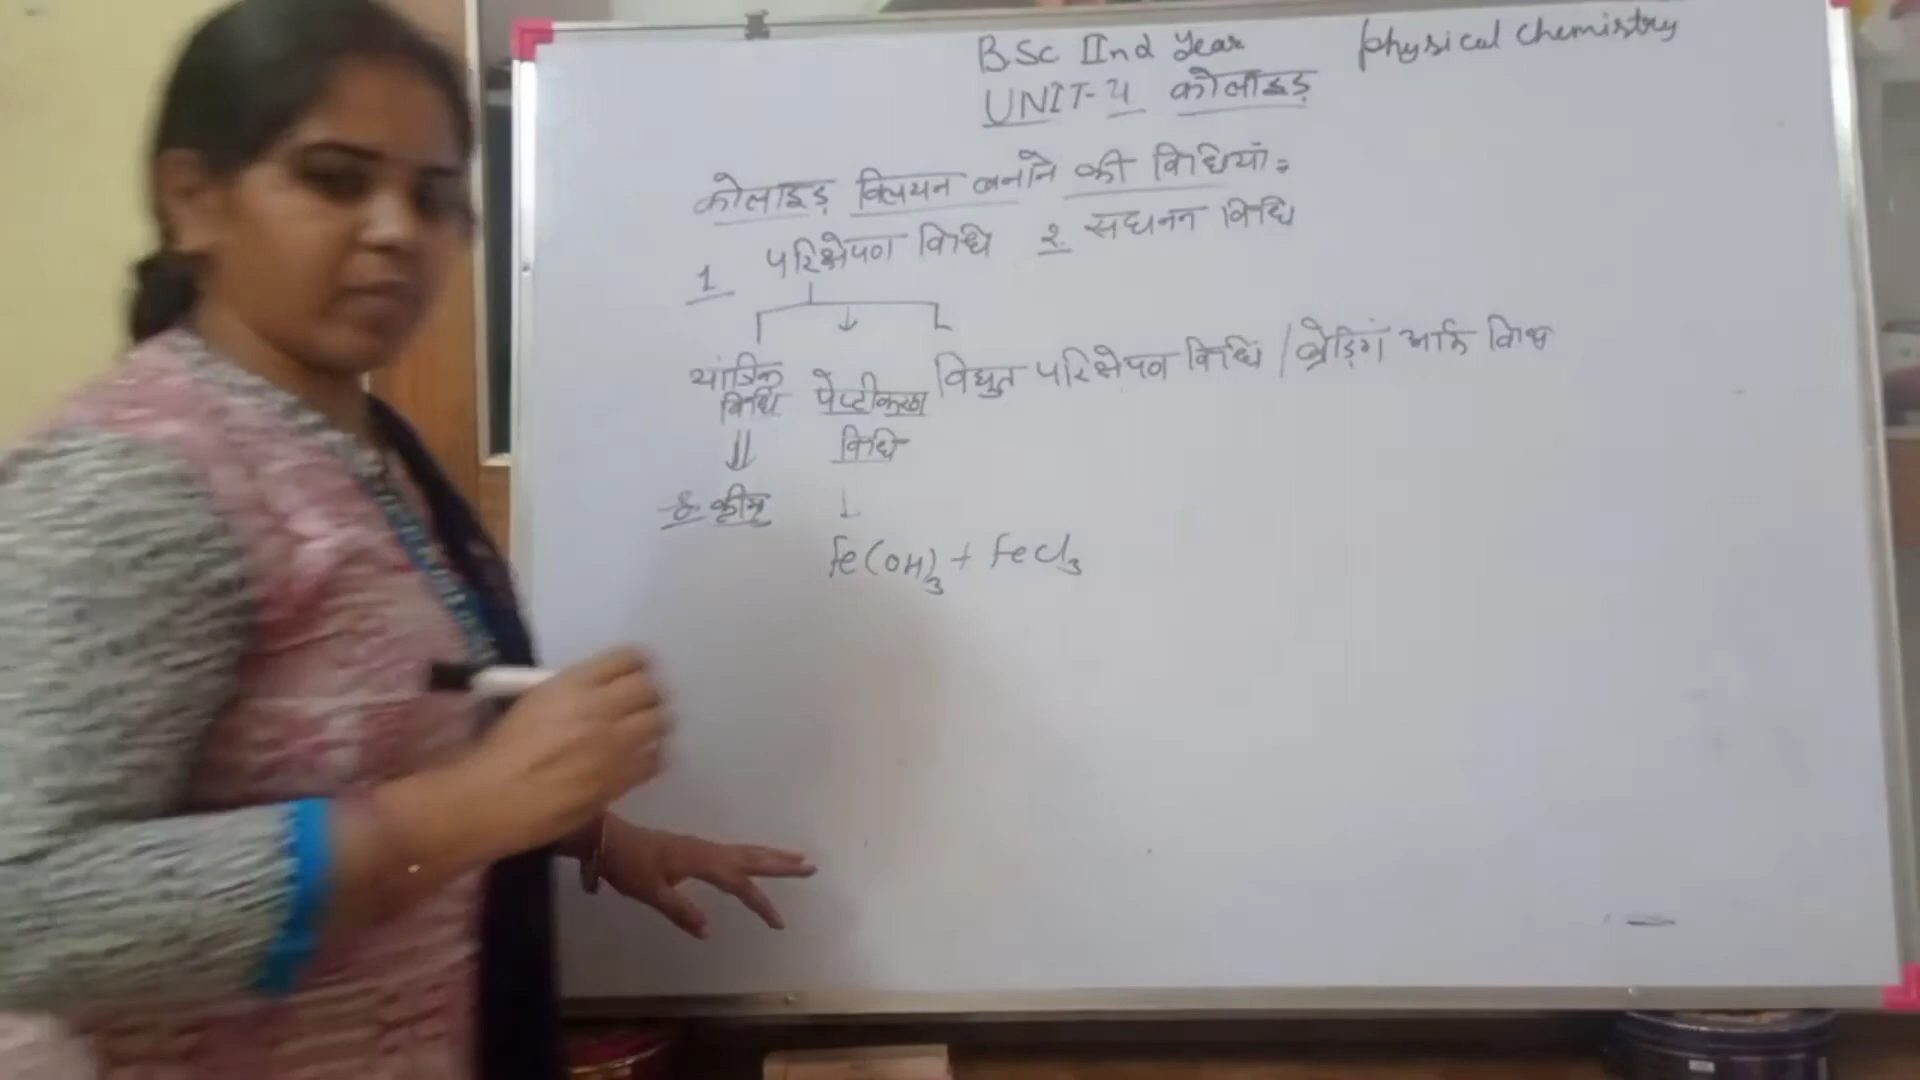 B.Sc IInd Year physical Chemistry
UNIT-4 कोलाइड
कोलाइड विलयन बनाने की विधियाँ:
1 परिक्षेपण विधि 2. संघनन विधि
यांत्रिक विधि
पेप्टीकरण विधि
विद्युत परिक्षेपण विधि / ब्रेडिंग आर्क विधि
क्रीम
Fe(OH)3 + FeCl3